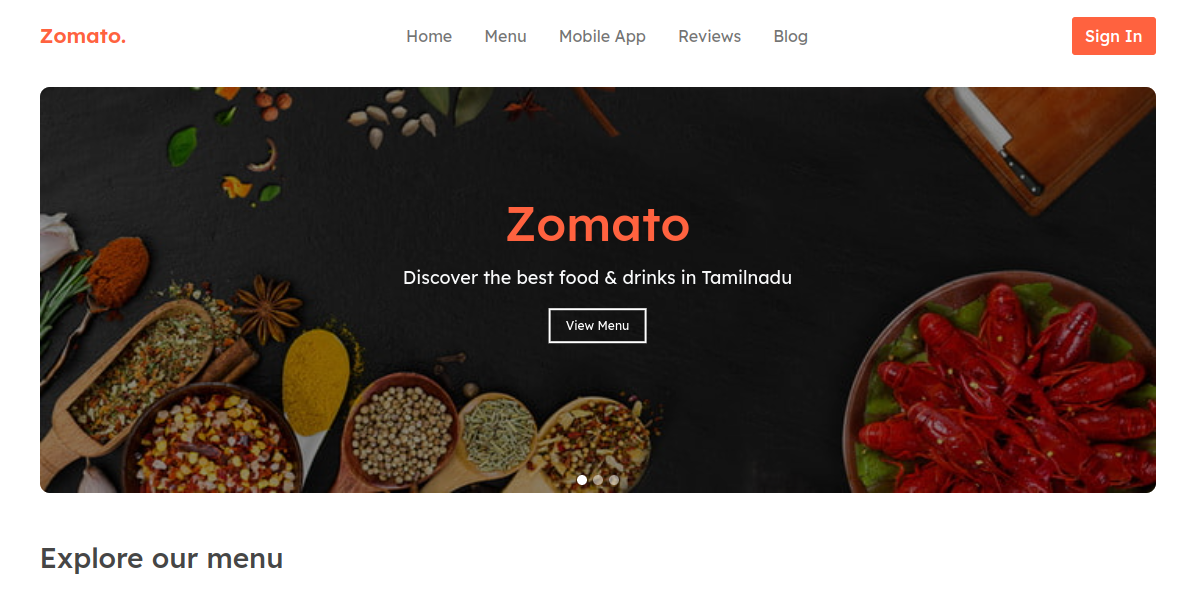 Zomato.
Home Menu Mobile App Reviews Blog
Sign In
Zomato
Discover the best food & drinks in Tamilnadu
View Menu
Explore our menu